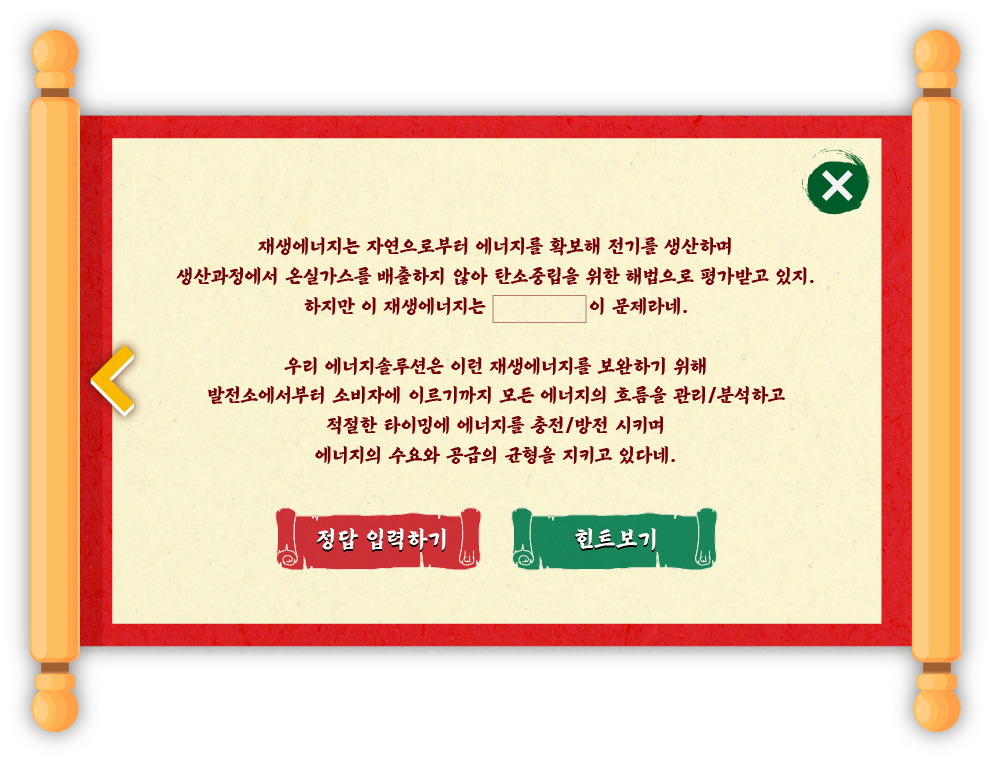 재생에너지는 자연으로부터 에너지를 확보해 전기를 생산하며
생산과정에서 온실가스를 배출하지 않아 탄소중립을 위한 해법으로 평가받고 있지.
하지만 이 재생에너지는 이 문제라네.
우리 에너지솔루션은 이런 재생에너지를 보완하기 위해
발전소에서부터 소비자에 이르기까지 모든 에너지의 흐름을 관리/분석하고
적절한 타이밍에 에너지를 충전/방전 시키며
에너지의 수요와 공급의 균형을 지키고 있다네.
정답 입력하기
힌트보기